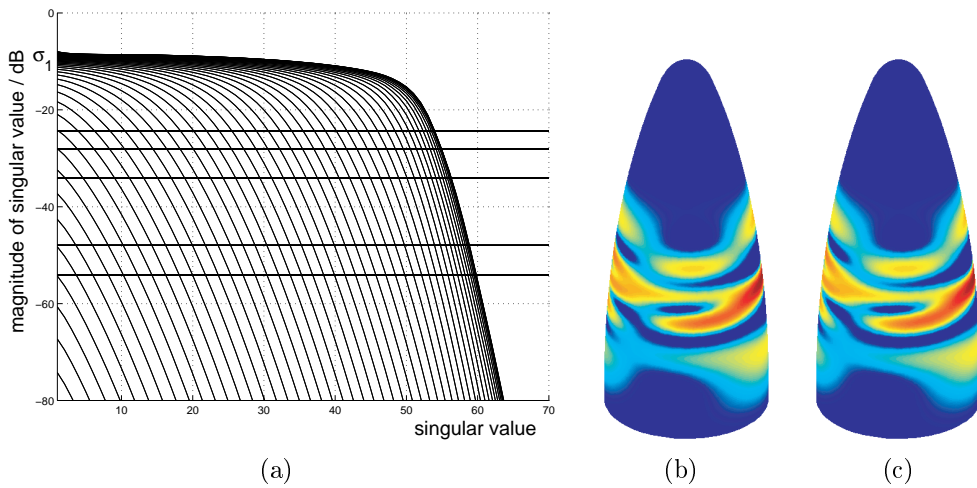 0
σ1
−20
−40
−60
−80
magnitude of singular value / dB
10 20 30 40 50 60 70
singular value
(a) (b) (c)